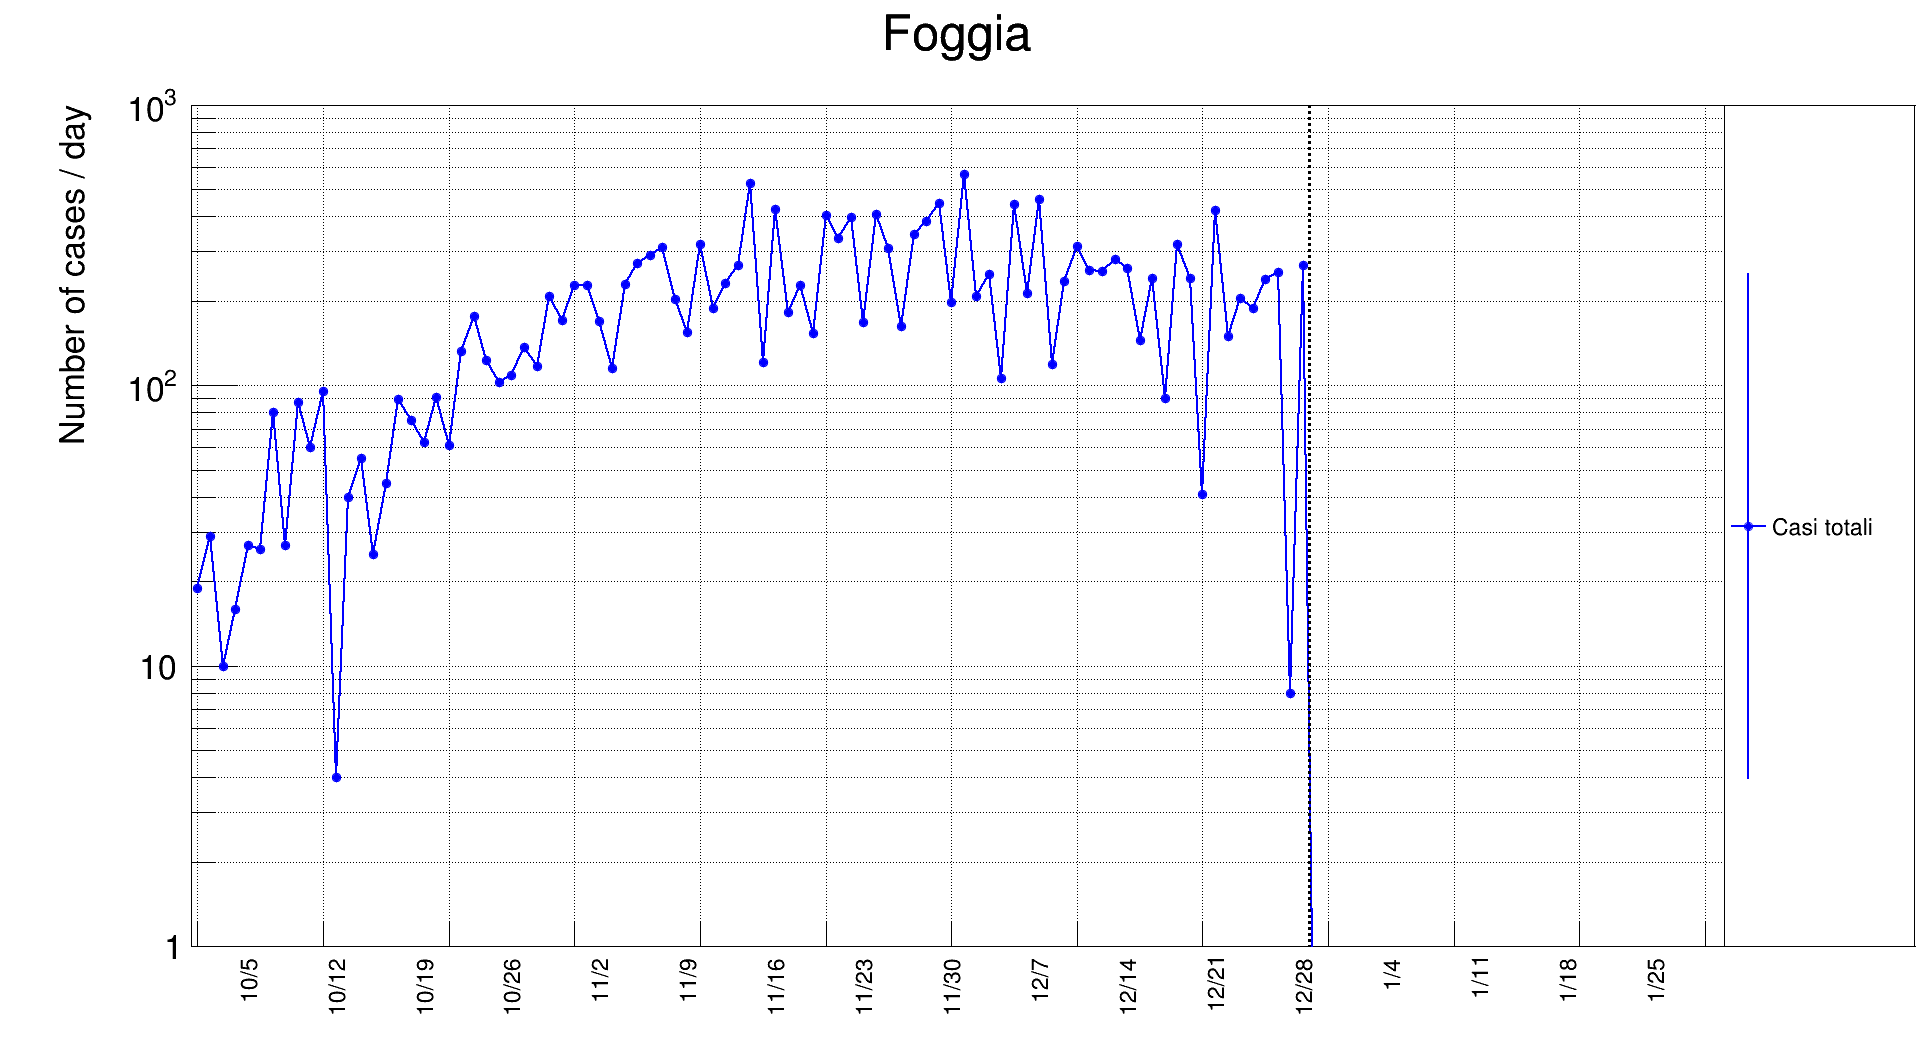 Foggia
Number of cases / day
10³
10²
10
1
10/5 10/12 10/19 10/26 11/2 11/9 11/16 11/23 11/30 12/7 12/14 12/21 12/28 1/4 1/11 1/18 1/25
Casi totali